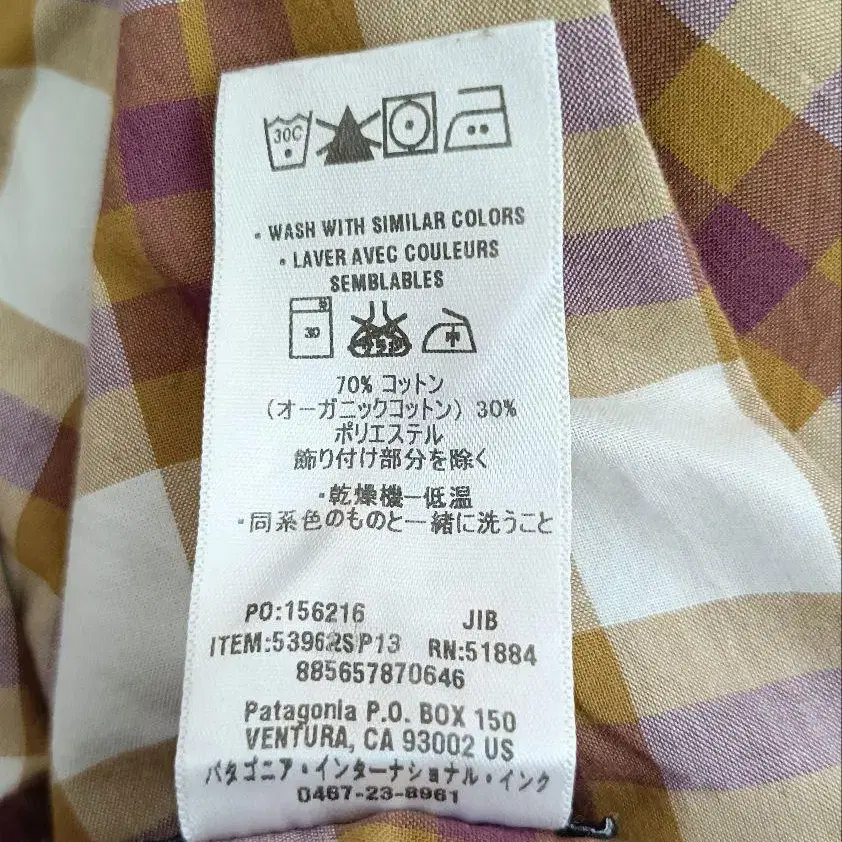 30C
• WASH WITH SIMILAR COLORS
• LAVER AVEC COULEURS
SEMBLABLES
30
中
70% コットン
(オーガニックコットン) 30%
ポリエステル
飾り付け部分を除く
・乾燥機ー低温
・同系色のものと一緒に洗うこと
PO:156216 JIB
ITEM:53962SP13 RN:51884
885657870646
Patagonia P.O. BOX 150
VENTURA, CA 93002 US
パタゴニア・インターナショナル・インク
0467-23-8961